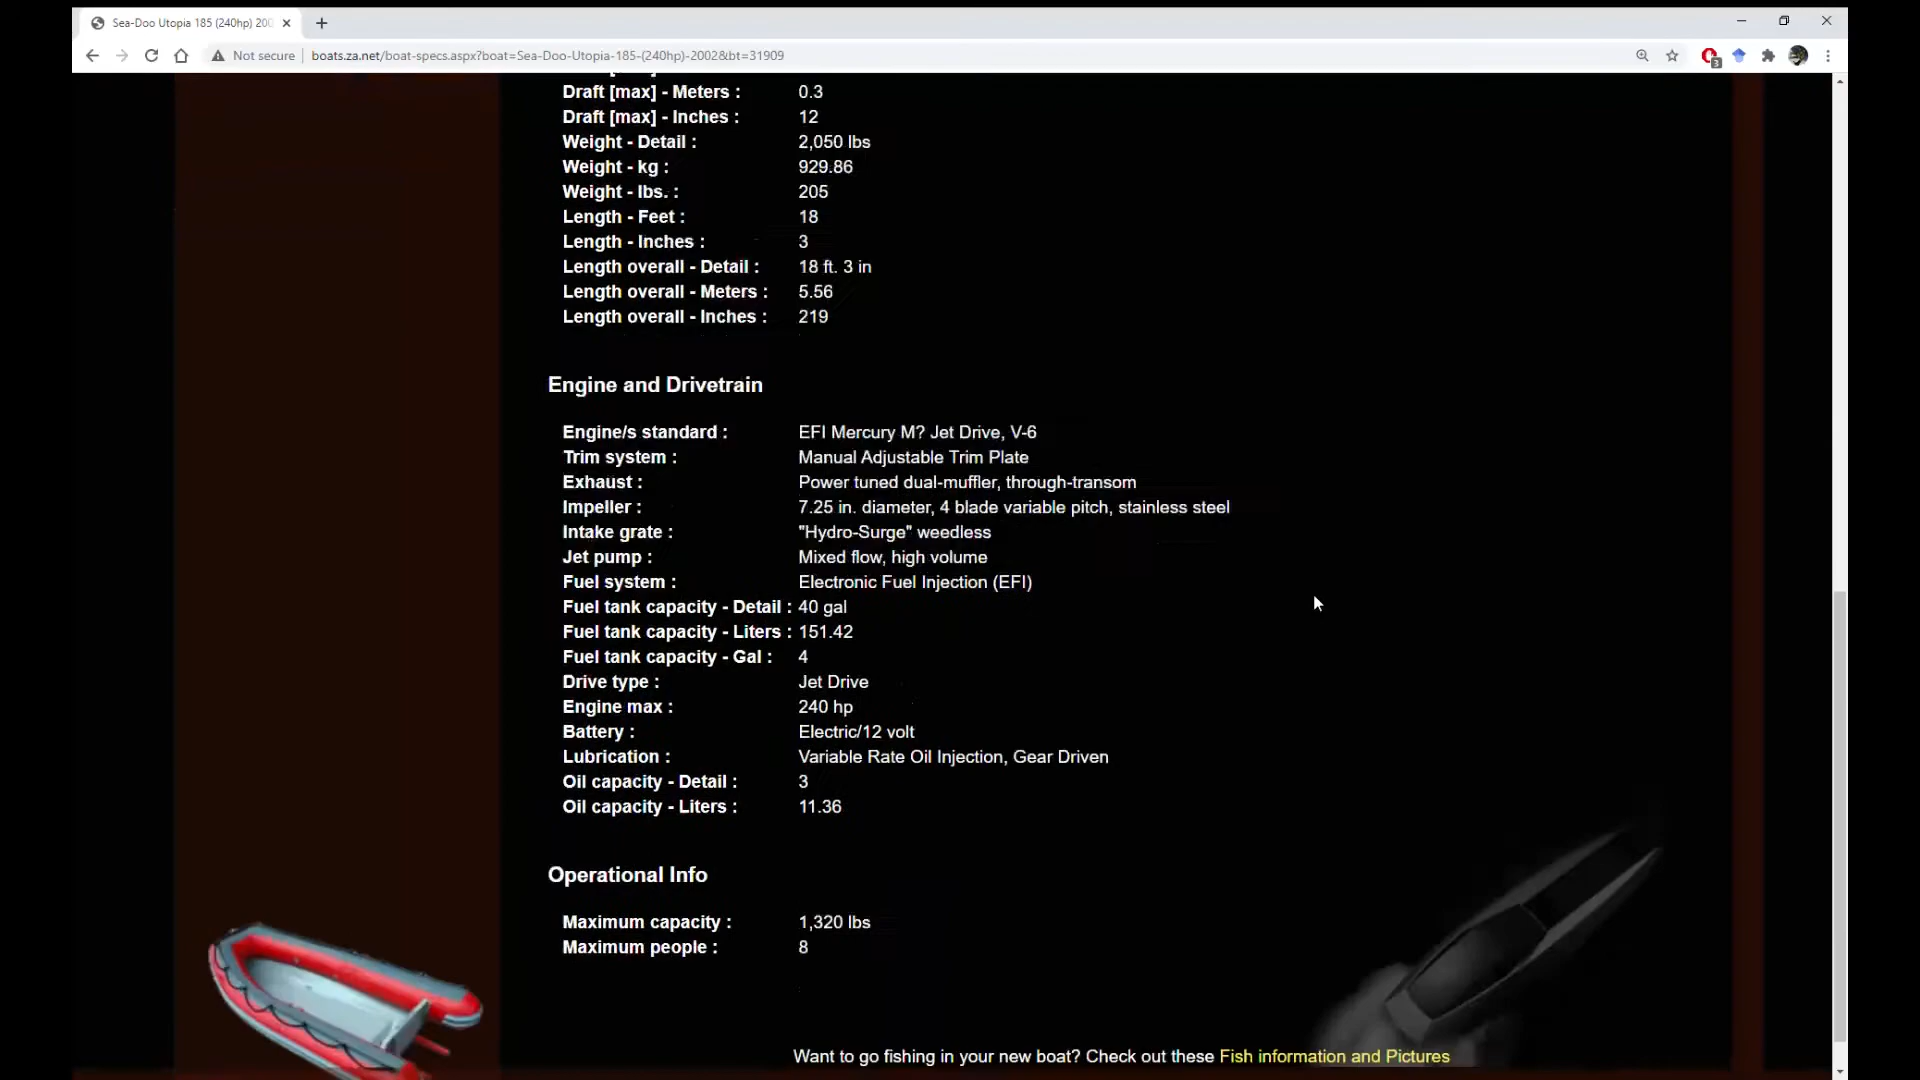 Sea-Doo Utopia 185 (240hp) 200
Not secure
boats.za.net/boat-specs.aspx?boat=Sea-Doo-Utopia-185-(240hp)-2002&bt=31909
3
Draft [max] - Meters : 0.3
Draft [max] - Inches : 12
Weight - Detail : 2,050 lbs
Weight - kg : 929.86
Weight - lbs. : 205
Length - Feet : 18
Length - Inches : 3
Length overall - Detail : 18 ft. 3 in
Length overall - Meters : 5.56
Length overall - Inches : 219
Engine and Drivetrain
Engine/s standard : EFI Mercury M? Jet Drive, V-6
Trim system : Manual Adjustable Trim Plate
Exhaust : Power tuned dual-muffler, through-transom
Impeller : 7.25 in. diameter, 4 blade variable pitch, stainless steel
Intake grate : "Hydro-Surge" weedless
Jet pump : Mixed flow, high volume
Fuel system : Electronic Fuel Injection (EFI)
Fuel tank capacity - Detail : 40 gal
Fuel tank capacity - Liters : 151.42
Fuel tank capacity - Gal : 4
Drive type : Jet Drive
Engine max : 240 hp
Battery : Electric/12 volt
Lubrication : Variable Rate Oil Injection, Gear Driven
Oil capacity - Detail : 3
Oil capacity - Liters : 11.36
Operational Info
Maximum capacity : 1,320 lbs
Maximum people : 8
Want to go fishing in your new boat? Check out these Fish information and Pictures